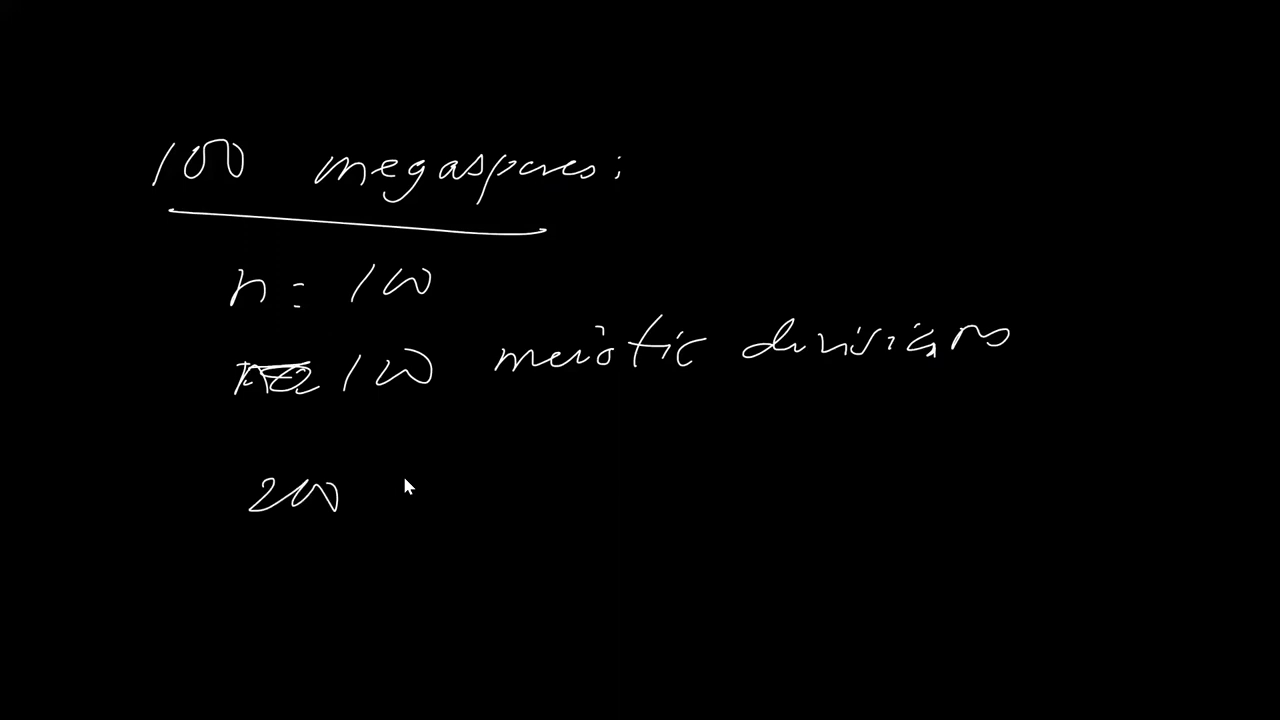 100 megaspores:
n = 100
100 meiotic divisions
200